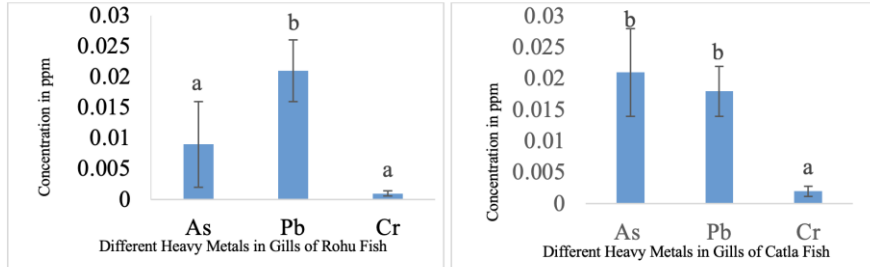 0.03
0.025
0.02
0.015
0.01
0.005
0
Concentration in ppm
a
b
a
As Pb Cr
Different Heavy Metals in Gills of Rohu Fish
0.03
0.025
0.02
0.015
0.01
0.005
0
Concentration in ppm
b
b
a
As Pb Cr
Different Heavy Metals in Gills of Catla Fish